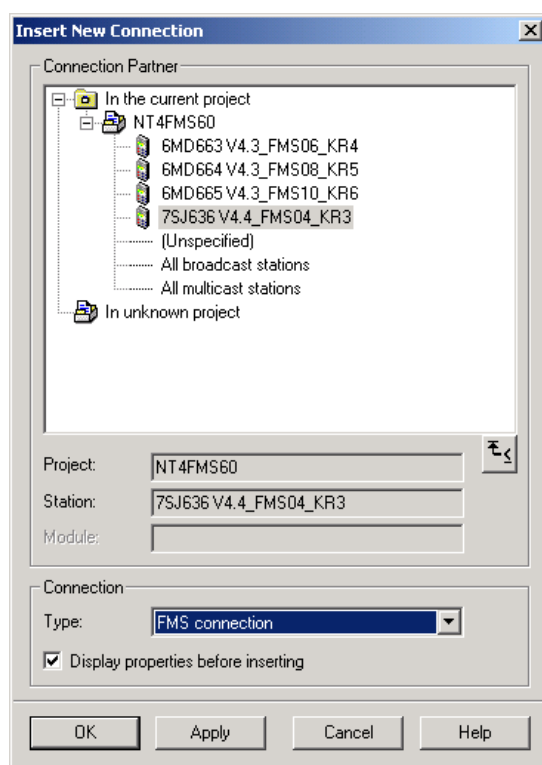 Insert New Connection
Connection Partner
In the current project
NT4FMS60
6MD663 V4.3_FMS06_KR4
6MD664 V4.3_FMS08_KR5
6MD665 V4.3_FMS10_KR6
7SJ636 V4.4_FMS04_KR3
(Unspecified)
All broadcast stations
All multicast stations
In unknown project
Project: NT4FMS60
Station: 7SJ636 V4.4_FMS04_KR3
Module:
Connection
Type: FMS connection
Display properties before inserting
OK Apply Cancel Help